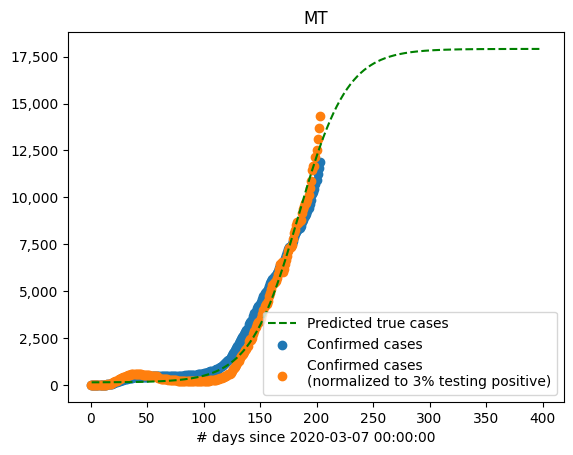 MT
17,500
15,000
12,500
10,000
7,500
5,000
2,500
0
Predicted true cases
Confirmed cases
Confirmed cases
(normalized to 3% testing positive)
0 50 100 150 200 250 300 350 400
# days since 2020-03-07 00:00:00